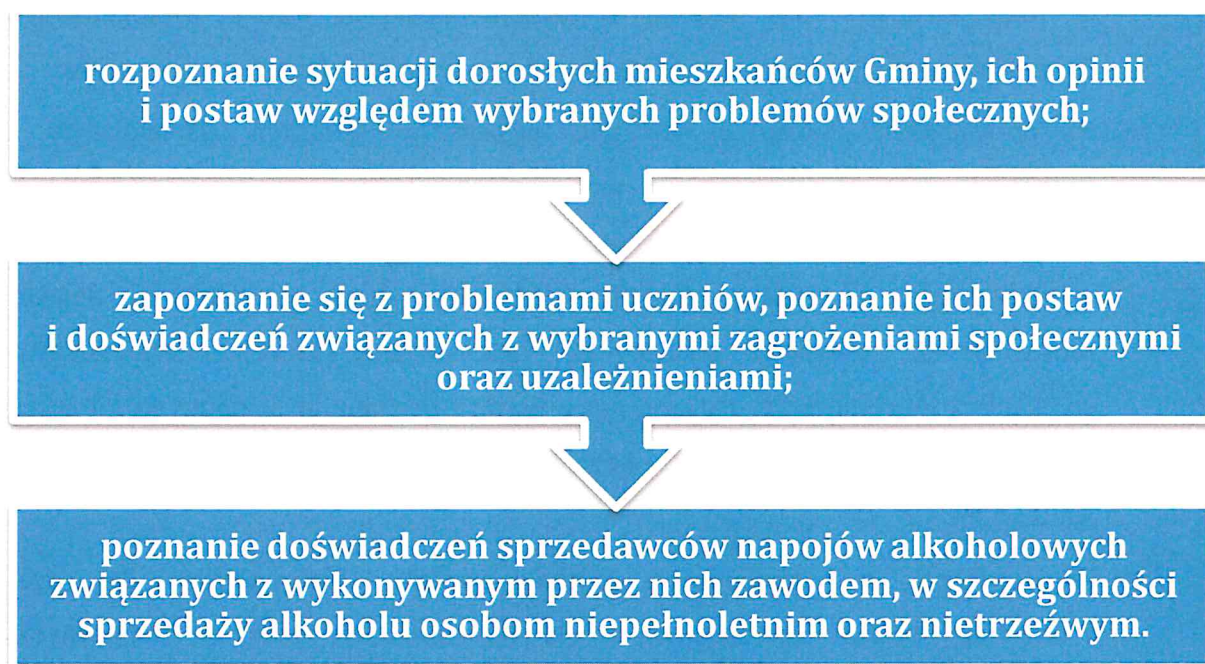 rozpoznanie sytuacji dorosłych mieszkańców Gminy, ich opinii
i postaw względem wybranych problemów społecznych;
zapoznanie się z problemami uczniów, poznanie ich postaw
i doświadczeń związanych z wybranymi zagrożeniami społecznymi
oraz uzależnieniami;
poznanie doświadczeń sprzedawców napojów alkoholowych
związanych z wykonywanym przez nich zawodem, w szczególności
sprzedaży alkoholu osobom niepełnoletnim oraz nietrzeźwym.